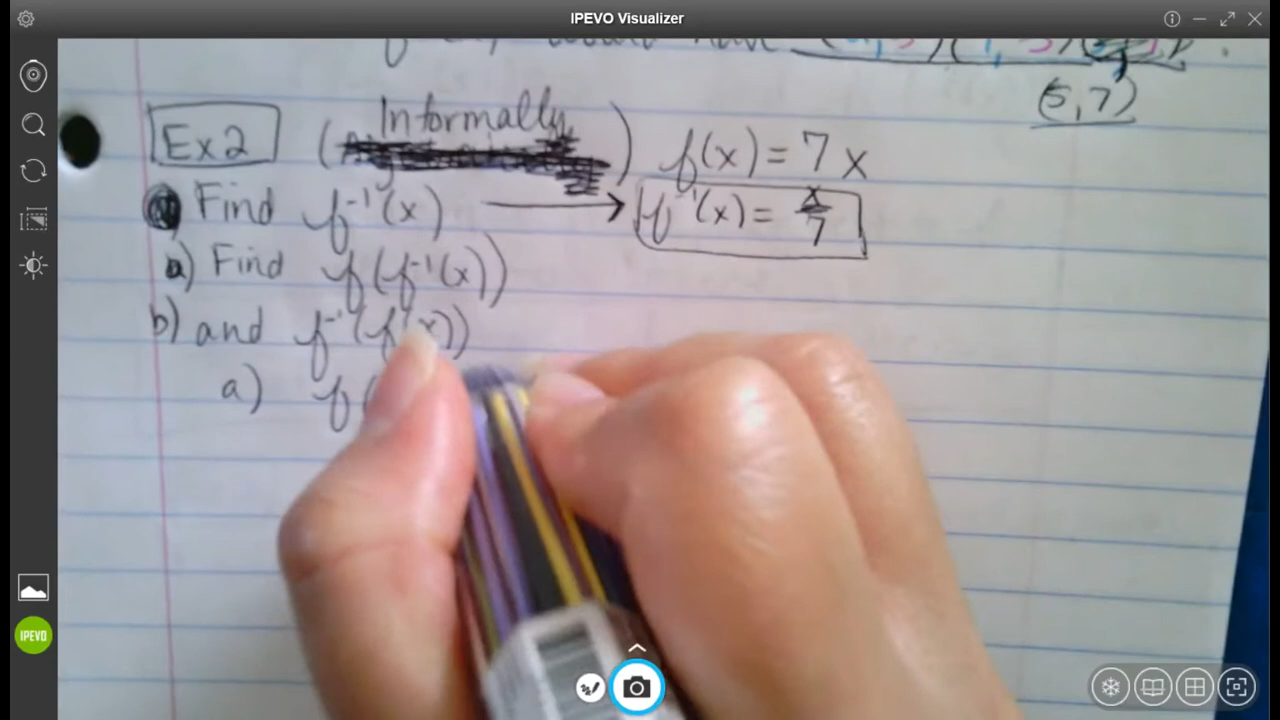 IPEVO Visualizer
(5,7)
Ex2 (Informally) f(x) = 7x
Find f⁻¹(x) → f⁻¹(x) = x/7
a) Find f(f⁻¹(x))
b) and f⁻¹(f(x))
a) f(
IPEVO